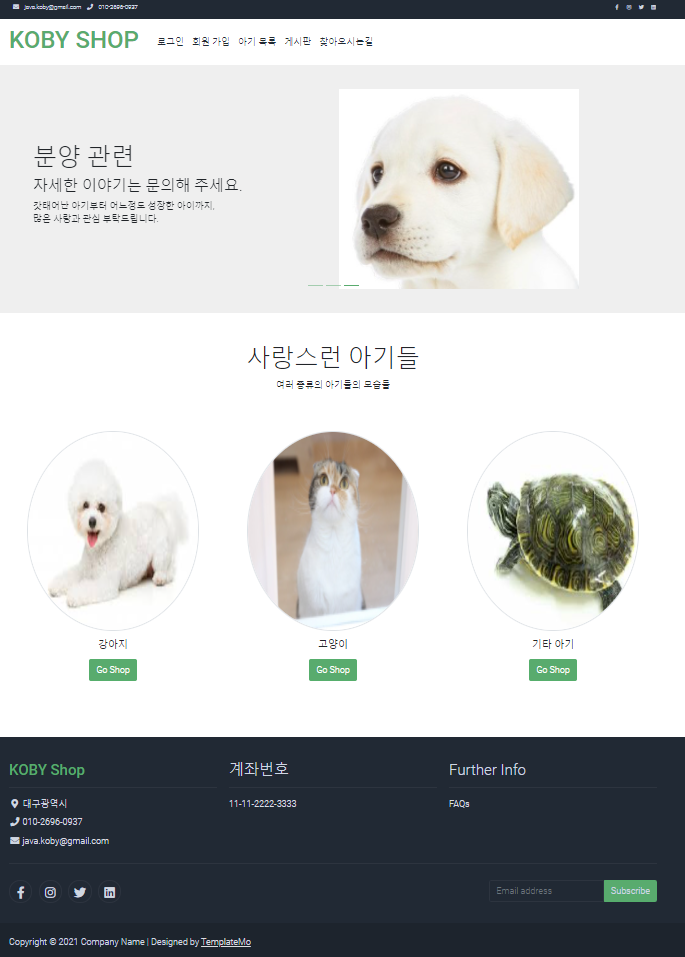 java.koby@gmail.com 010-2696-0937
KOBY SHOP
로그인 회원 가입 아기 목록 게시판 찾아오시는길
분양 관련
자세한 이야기는 문의해 주세요.
갓태어난 아기부터 어느정도 성장한 아이까지,
많은 사랑과 관심 부탁드립니다.
사랑스런 아기들
여러 종류의 아기들의 모습들
강아지 고양이 기타 아기
Go Shop Go Shop Go Shop
KOBY Shop 계좌번호 Further Info
대구광역시 11-11-2222-3333 FAQs
010-2696-0937
java.koby@gmail.com
Email address Subscribe
Copyright © 2021 Company Name | Designed by TemplateMo